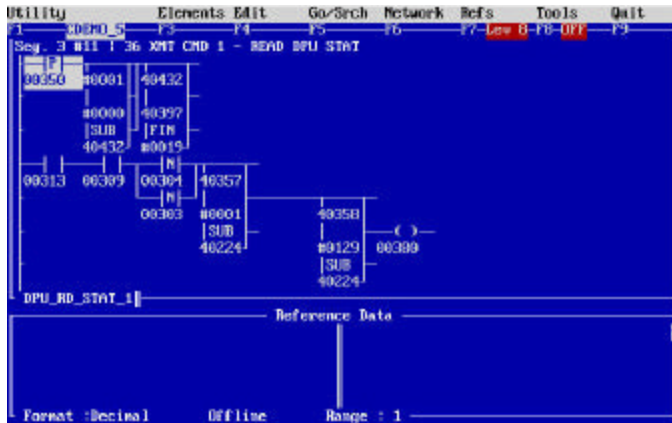 Utility Elements Edit Go/Srch Network Refs Tools Quit
F1 F3 F4 F5 F6 F7-Lev 8-F8-OFF F9
Seg. 3 #11 | 36 XMT CMD 1 - READ DPU STAT
P
00350 #0001 40432
#0000 40397
SUB FIN
40432 #0019
N
00313 00309 00304 40357
N
00303 #0001 40358
SUB ( )
40224 #0129 00380
SUB
40224
DPU_RD_STAT_1
Reference Data
Format :Decimal Offline Range : 1